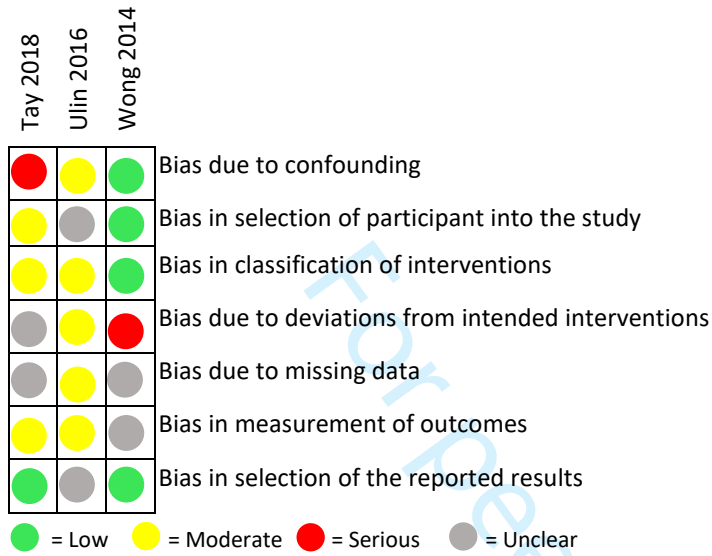 Tay 2018
Ulin 2016
Wong 2014
Bias due to confounding
Bias in selection of participant into the study
Bias in classification of interventions
Bias due to deviations from intended interventions
Bias due to missing data
Bias in measurement of outcomes
Bias in selection of the reported results
= Low = Moderate = Serious = Unclear
For per